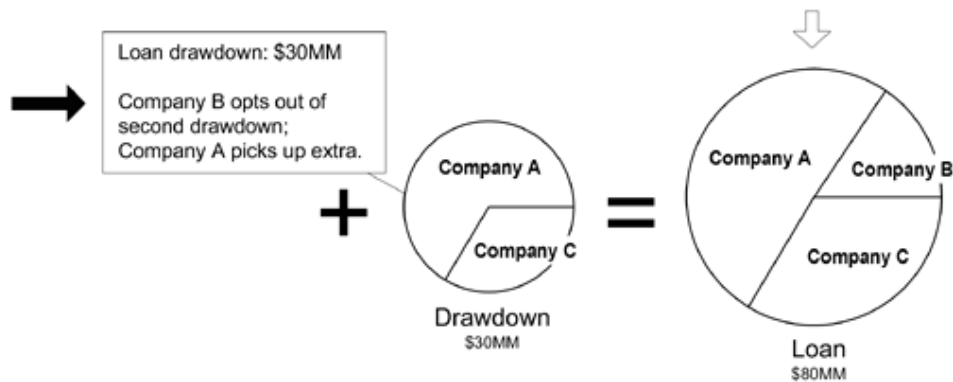 Loan drawdown: $30MM
Company B opts out of
second drawdown;
Company A picks up extra.
+
Company A
Company C
Drawdown
$30MM
=
Company A
Company B
Company C
Loan
$80MM